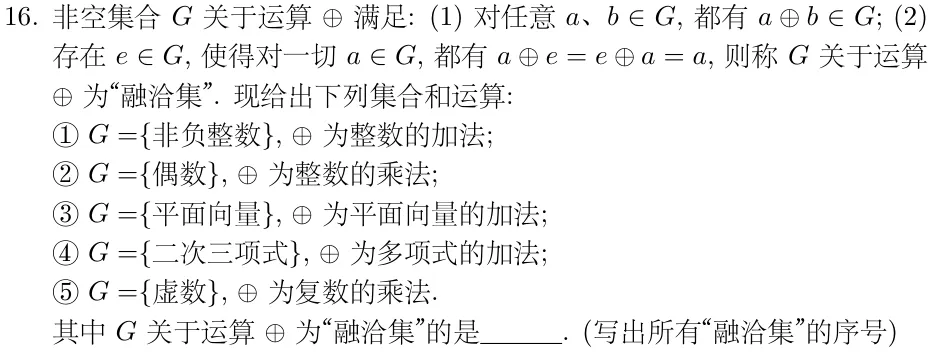 16. 非空集合 G 关于运算 ⊕ 满足: (1) 对任意 a、b ∈ G, 都有 a ⊕ b ∈ G; (2)
存在 e ∈ G, 使得对一切 a ∈ G, 都有 a ⊕ e = e ⊕ a = a, 则称 G 关于运算
⊕ 为“融洽集”. 现给出下列集合和运算:
① G ={非负整数}, ⊕ 为整数的加法;
② G ={偶数}, ⊕ 为整数的乘法;
③ G ={平面向量}, ⊕ 为平面向量的加法;
④ G ={二次三项式}, ⊕ 为多项式的加法;
⑤ G ={虚数}, ⊕ 为复数的乘法.
其中 G 关于运算 ⊕ 为“融洽集”的是______. (写出所有“融洽集”的序号)